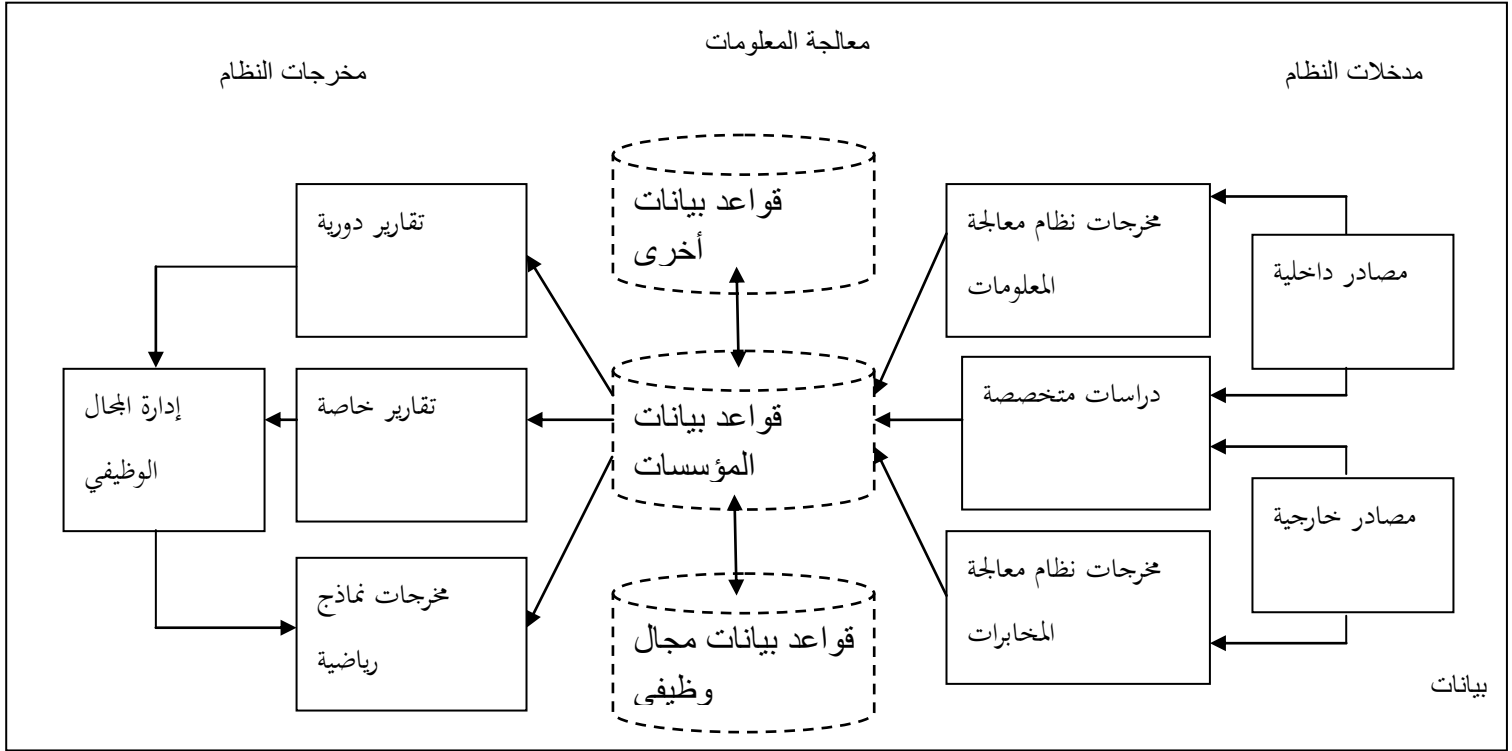 معالجة المعلومات
مدخلات النظام
مخرجات النظام
مصادر داخلية
مصادر خارجية
بيانات
مخرجات نظام معالجة
المعلومات
دراسات متخصصة
مخرجات نظام معالجة
المخابرات
قواعد بيانات
أخرى
قواعد بيانات
المؤسسات
قواعد بيانات مجال
وظيفي
تقارير دورية
تقارير خاصة
مخرجات نماذج
رياضية
إدارة المجال
الوظيفي